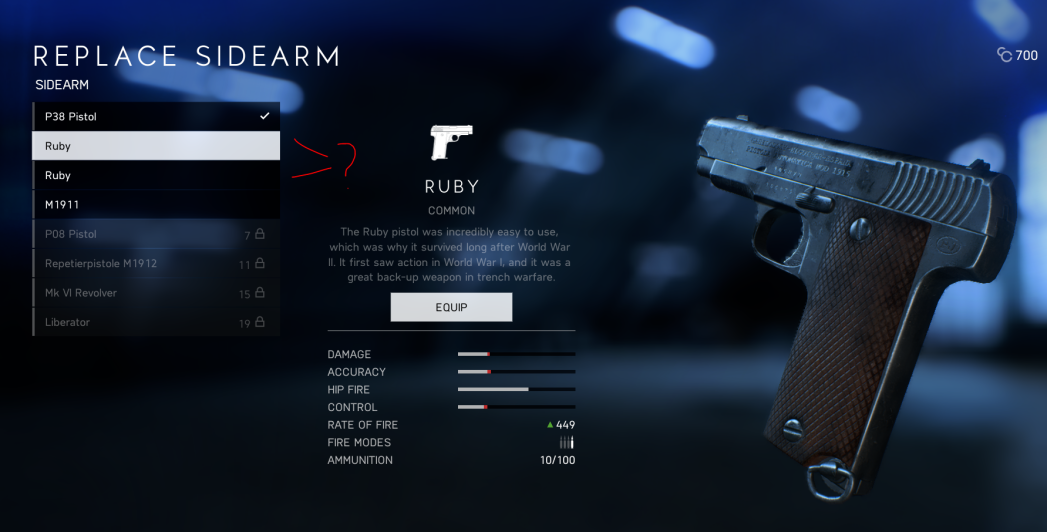 REPLACE SIDEARM
SIDEARM
CC 700
P38 Pistol
Ruby
Ruby
M1911
P08 Pistol 7
Repetierpistole M1912 11
Mk VI Revolver 15
Liberator 19
?
RUBY
COMMON
The Ruby pistol was incredibly easy to use,
which was why it survived long after World War
II. It first saw action in World War I, and it was a
great back-up weapon in trench warfare.
EQUIP
DAMAGE
ACCURACY
HIP FIRE
CONTROL
RATE OF FIRE 449
FIRE MODES
AMMUNITION 10/100